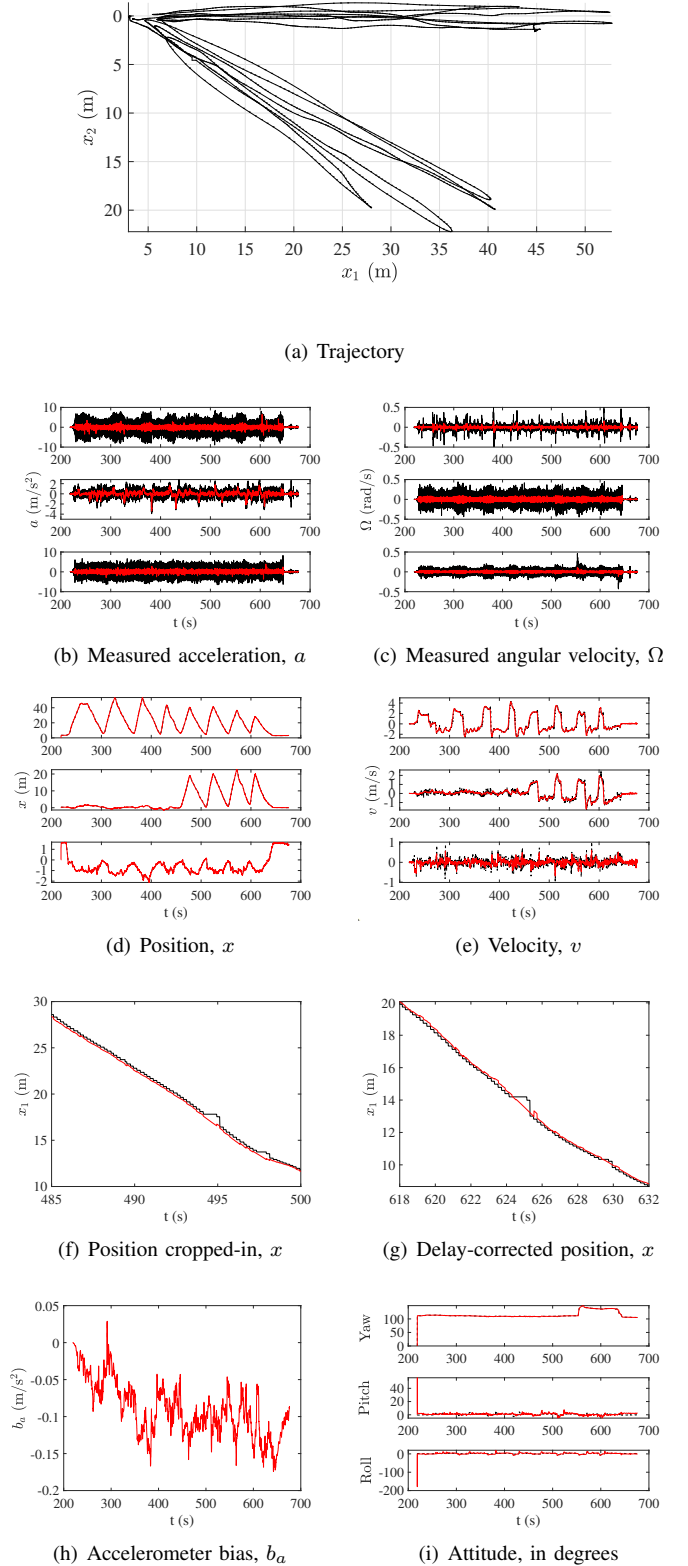 0
5
10
15
20
x₂ (m)
5 10 15 20 25 30 35 40 45 50
x₁ (m)
(a) Trajectory
10
0
-10
200 300 400 500 600 700
2
0
-2
-4
a (m/s²)
200 300 400 500 600 700
10
0
-10
200 300 400 500 600 700
t (s)
(b) Measured acceleration, a
0.5
0
-0.5
200 300 400 500 600 700
0.5
0
-0.5
Ω (rad/s)
200 300 400 500 600 700
0.5
0
-0.5
200 300 400 500 600 700
t (s)
(c) Measured angular velocity, Ω
40
20
0
200 300 400 500 600 700
20
10
0
x (m)
200 300 400 500 600 700
1
0
-1
-2
200 300 400 500 600 700
t (s)
(d) Position, x
4
2
0
-2
200 300 400 500 600 700
2
1
0
-1
v (m/s)
200 300 400 500 600 700
1
0
-1
200 300 400 500 600 700
t (s)
(e) Velocity, v
30
25
20
15
10
x₁ (m)
485 490 495 500
t (s)
(f) Position cropped-in, x
20
18
16
14
12
10
x₁ (m)
618 620 622 624 626 628 630 632
t (s)
(g) Delay-corrected position, x
0.05
0
-0.05
-0.1
-0.15
-0.2
bₐ (m/s²)
200 300 400 500 600 700
t (s)
(h) Accelerometer bias, bₐ
100
50
0
Yaw
200 300 400 500 600 700
40
20
0
Pitch
200 300 400 500 600 700
0
-100
-200
Roll
200 300 400 500 600 700
t (s)
(i) Attitude, in degrees